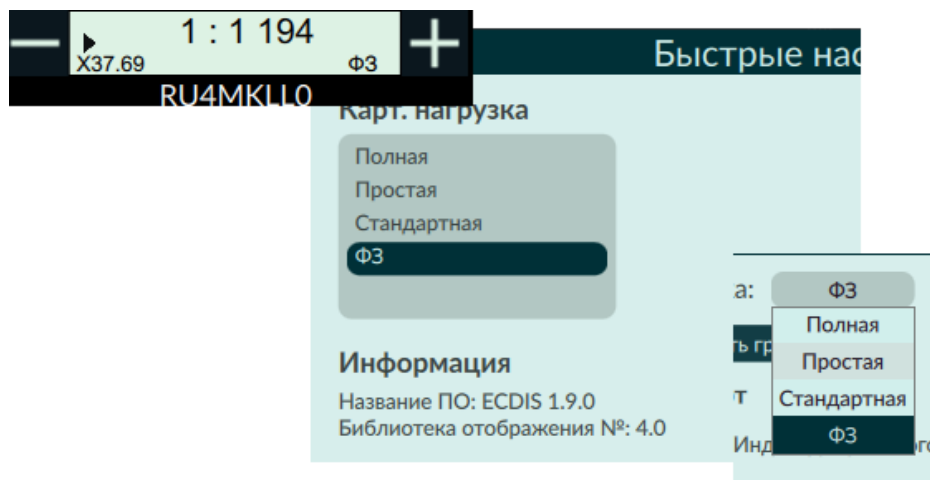 1 : 1 194
X37.69
ФЗ
RU4MKLL0
Быстрые нас
Карт. нагрузка
Полная
Простая
Стандартная
ФЗ
Информация
Название ПО: ECDIS 1.9.0
Библиотека отображения №: 4.0
а: ФЗ
Полная
ть гр
Простая
т
Стандартная
ФЗ
Инд